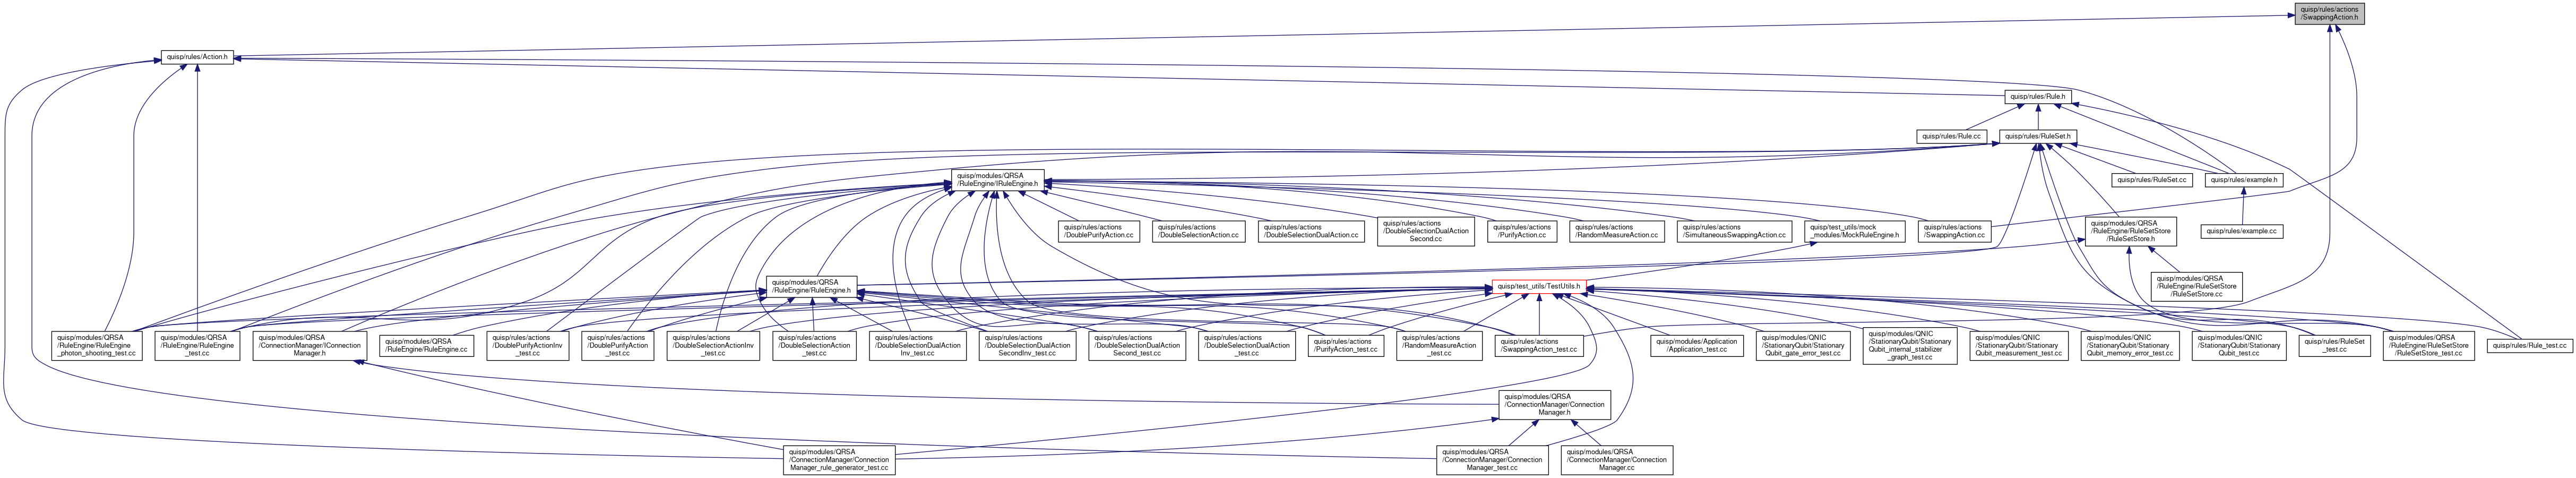 quisp/rules/actions
/SwappingAction.h
quisp/rules/Action.h
quisp/rules/Rule.h
quisp/rules/Rule.cc
quisp/rules/RuleSet.h
quisp/modules/QRSA
/RuleEngine/IRuleEngine.h
quisp/rules/RuleSet.cc
quisp/rules/example.h
quisp/rules/actions
/DoublePurifyAction.cc
quisp/rules/actions
/DoubleSelectionAction.cc
quisp/rules/actions
/DoubleSelectionDualAction.cc
quisp/rules/actions
/DoubleSelectionDualAction
Second.cc
quisp/rules/actions
/PurifyAction.cc
quisp/rules/actions
/RandomMeasureAction.cc
quisp/rules/actions
/SimultaneousSwappingAction.cc
quisp/test_utils/mock
_modules/MockRuleEngine.h
quisp/rules/actions
/SwappingAction.cc
quisp/modules/QRSA
/RuleEngine/RuleSetStore
/RuleSetStore.h
quisp/rules/example.cc
quisp/modules/QRSA
/RuleEngine/RuleEngine.h
quisp/test_utils/TestUtils.h
quisp/modules/QRSA
/RuleEngine/RuleSetStore
/RuleSetStore.cc
quisp/modules/QRSA
/RuleEngine/RuleEngine
_photon_shooting_test.cc
quisp/modules/QRSA
/RuleEngine/RuleEngine
_test.cc
quisp/modules/QRSA
/ConnectionManager/IConnection
Manager.h
quisp/modules/QRSA
/RuleEngine/RuleEngine.cc
quisp/rules/actions
/DoublePurifyActionInv
_test.cc
quisp/rules/actions
/DoublePurifyAction
_test.cc
quisp/rules/actions
/DoubleSelectionActionInv
_test.cc
quisp/rules/actions
/DoubleSelectionAction
_test.cc
quisp/rules/actions
/DoubleSelectionDualAction
Inv_test.cc
quisp/rules/actions
/DoubleSelectionDualAction
SecondInv_test.cc
quisp/rules/actions
/DoubleSelectionDualAction
Second_test.cc
quisp/rules/actions
/DoubleSelectionDualAction
_test.cc
quisp/rules/actions
/PurifyAction_test.cc
quisp/rules/actions
/RandomMeasureAction
_test.cc
quisp/rules/actions
/SwappingAction_test.cc
quisp/modules/Application
/Application_test.cc
quisp/modules/QNIC
/StationaryQubit/Stationary
Qubit_gate_error_test.cc
quisp/modules/QNIC
/StationaryQubit/Stationary
Qubit_internal_stabilizer
_graph_test.cc
quisp/modules/QNIC
/StationaryQubit/Stationary
Qubit_measurement_test.cc
quisp/modules/QNIC
/StationaryQubit/Stationary
Qubit_memory_error_test.cc
quisp/modules/QNIC
/StationaryQubit/Stationary
Qubit_test.cc
quisp/rules/RuleSet
_test.cc
quisp/modules/QRSA
/RuleEngine/RuleSetStore
/RuleSetStore_test.cc
quisp/rules/Rule_test.cc
quisp/modules/QRSA
/ConnectionManager/Connection
Manager.h
quisp/modules/QRSA
/ConnectionManager/Connection
Manager_rule_generator_test.cc
quisp/modules/QRSA
/ConnectionManager/Connection
Manager_test.cc
quisp/modules/QRSA
/ConnectionManager/Connection
Manager.cc